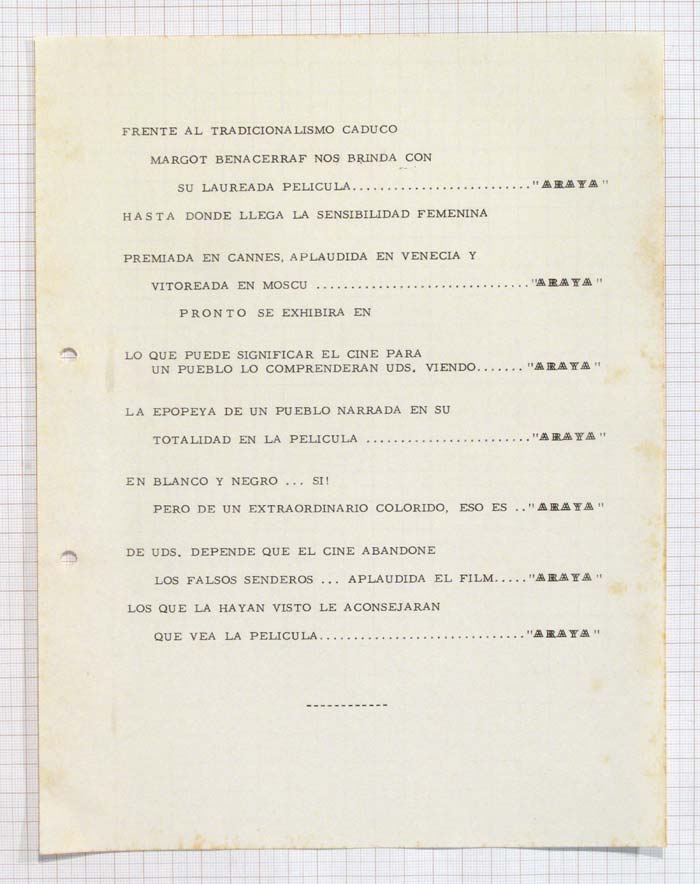 FRENTE AL TRADICIONALISMO CADUCO
MARGOT BENACERRAF NOS BRINDA CON
SU LAUREADA PELICULA.........................."ARAYA"
HASTA DONDE LLEGA LA SENSIBILIDAD FEMENINA
PREMIADA EN CANNES, APLAUDIDA EN VENECIA Y
VITOREADA EN MOSCU ..............................."ARAYA"
PRONTO SE EXHIBIRA EN
LO QUE PUEDE SIGNIFICAR EL CINE PARA
UN PUEBLO LO COMPRENDERAN UDS. VIENDO......."ARAYA"
LA EPOPEYA DE UN PUEBLO NARRADA EN SU
TOTALIDAD EN LA PELICULA ........................"ARAYA"
EN BLANCO Y NEGRO ... SI!
PERO DE UN EXTRAORDINARIO COLORIDO, ESO ES .."ARAYA"
DE UDS. DEPENDE QUE EL CINE ABANDONE
LOS FALSOS SENDEROS ... APLAUDIDA EL FILM....."ARAYA"
LOS QUE LA HAYAN VISTO LE ACONSEJARAN
QUE VEA LA PELICULA.............................."ARAYA"
------------